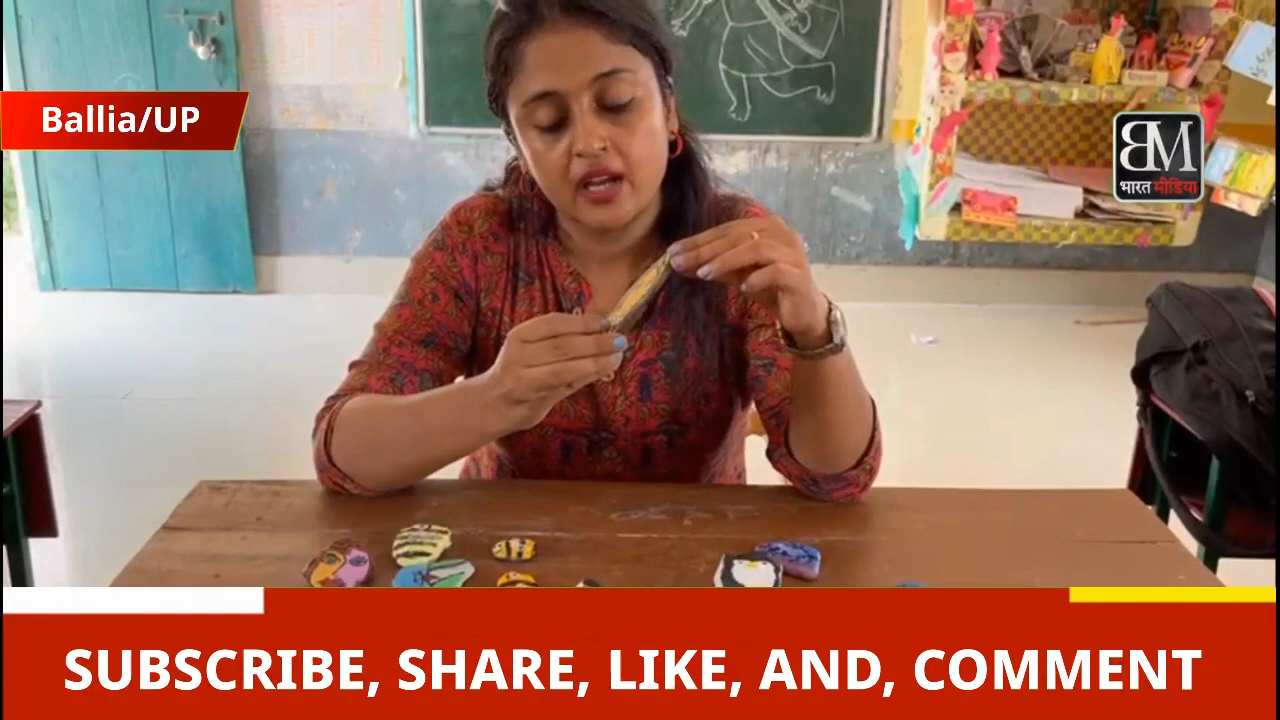 Ballia/UP
BM
भारत मीडिया
SUBSCRIBE, SHARE, LIKE, AND, COMMENT